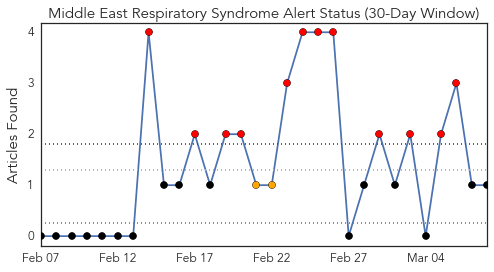 Middle East Respiratory Syndrome Alert Status (30-Day Window)
Articles Found
4
3
2
1
0
Feb 07
Feb 12
Feb 17
Feb 22
Feb 27
Mar 04